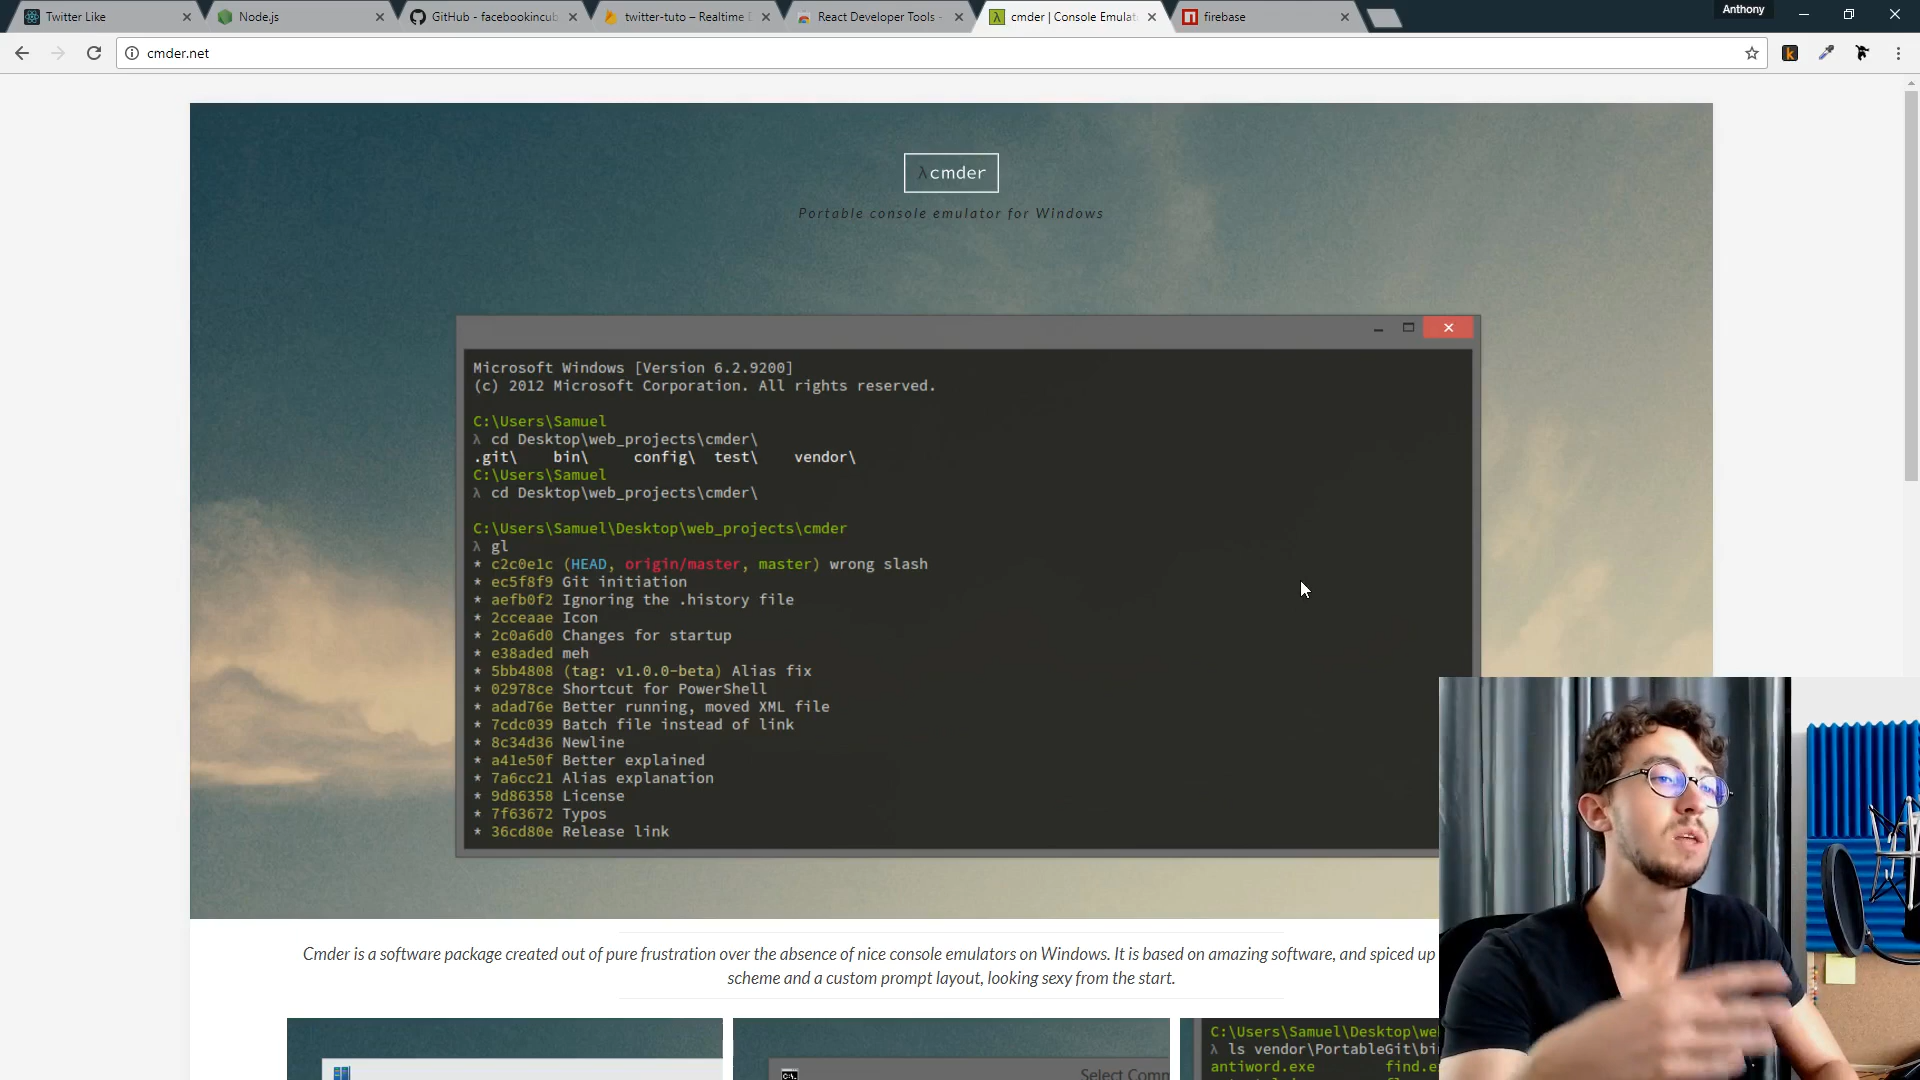 Twitter Like
Node.js
GitHub - facebookincub
twitter-tuto – Realtime
React Developer Tools -
cmder | Console Emulat
firebase
Anthony
cmder.net
λcmder
Portable console emulator for Windows
Microsoft Windows [Version 6.2.9200]
(c) 2012 Microsoft Corporation. All rights reserved.
C:\Users\Samuel
λ cd Desktop\web_projects\cmder\
.git\ bin\ config\ test\ vendor\
C:\Users\Samuel
λ cd Desktop\web_projects\cmder\
C:\Users\Samuel\Desktop\web_projects\cmder
λ gl
* c2c0e1c (HEAD, origin/master, master) wrong slash
* ec5f8f9 Git initiation
* aefb0f2 Ignoring the .history file
* 2cceaae Icon
* 2c0a6d0 Changes for startup
* e38aded meh
* 5bb4808 (tag: v1.0.0-beta) Alias fix
* 02978ce Shortcut for PowerShell
* adad76e Better running, moved XML file
* 7cdc039 Batch file instead of link
* 8c34d36 Newline
* a41e50f Better explained
* 7a6cc21 Alias explanation
* 9d86358 License
* 7f63672 Typos
* 36cd80e Release link
Cmder is a software package created out of pure frustration over the absence of nice console emulators on Windows. It is based on amazing software, and spiced up
scheme and a custom prompt layout, looking sexy from the start.
Select Comm
C:\Users\Samuel\Desktop\we
λ ls vendor\PortableGit\bin
antiword.exe find.e